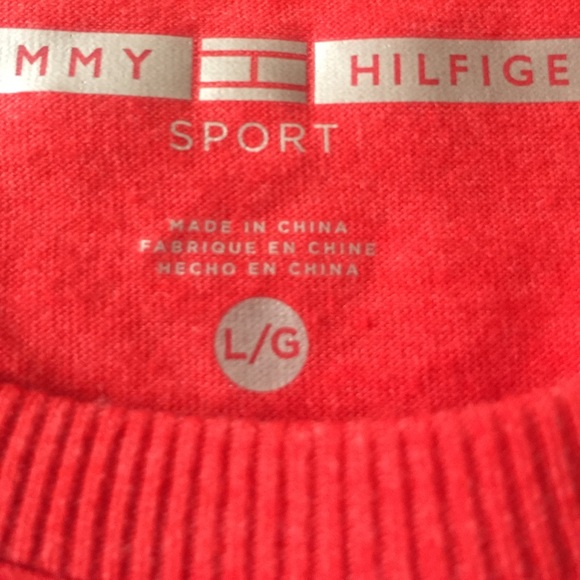 MMY HILFIGE
SPORT
MADE IN CHINA
FABRIQUE EN CHINE
HECHO EN CHINA
L/G